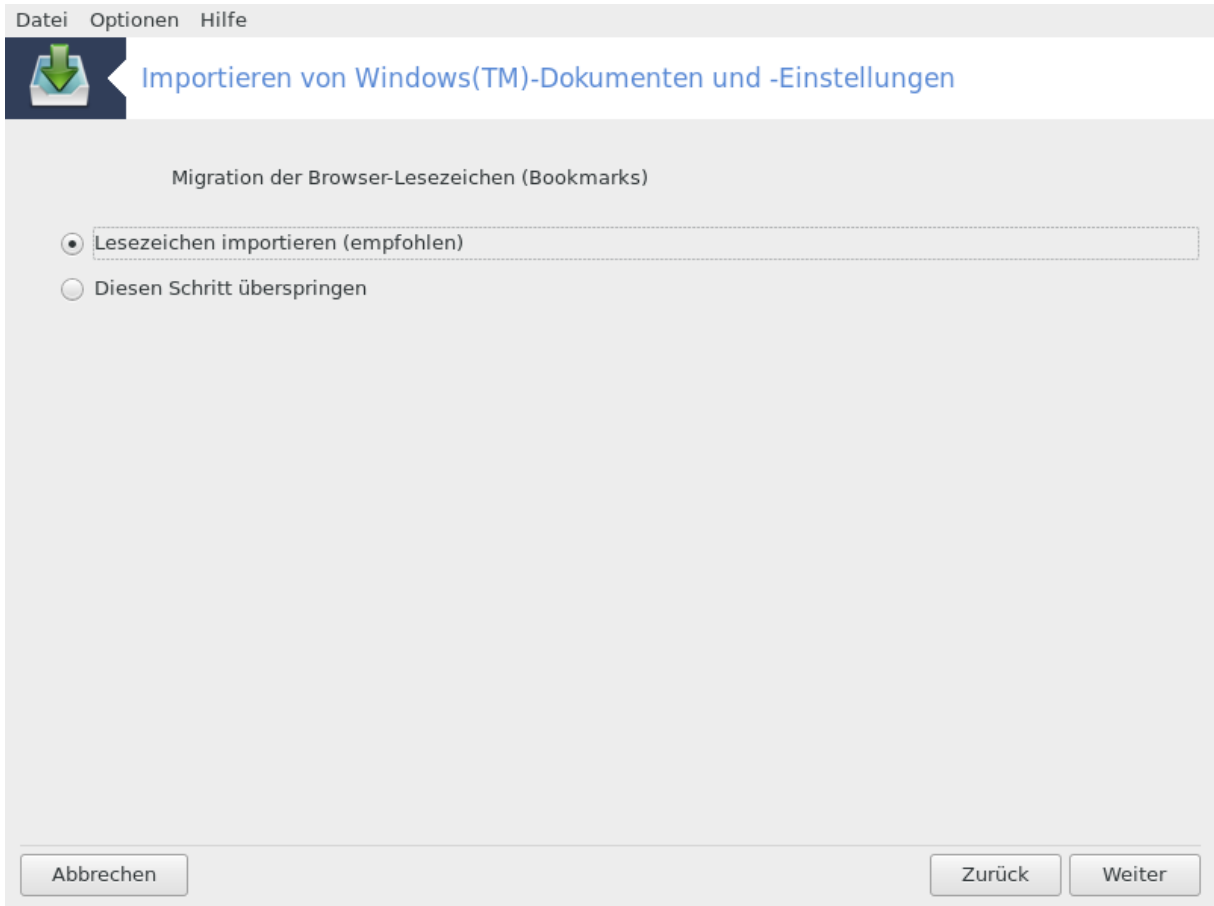 Datei Optionen Hilfe
Importieren von Windows(TM)-Dokumenten und -Einstellungen
Migration der Browser-Lesezeichen (Bookmarks)
Lesezeichen importieren (empfohlen)
Diesen Schritt überspringen
Abbrechen Zurück Weiter